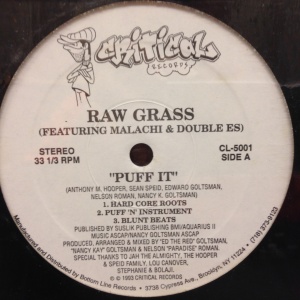 CRITICAL
RECORDS
RAW GRASS
(FEATURING MALACHI & DOUBLE ES)
STEREO
33 1/3 RPM
CL-5001
SIDE A
"PUFF IT"
(ANTHONY M. HOOPER, SEAN SPEID, EDWARD GOLTSMAN,
NELSON ROMAN, NANCY K. GOLTSMAN)
1. HARD CORE ROOTS
2. PUFF 'N' INSTRUMENT
3. BLUNT BEATS
PUBLISHED BY SUSLIK PUBLISHING BMI/AQUARIUS II
MUSIC ASCAP/NANCY GOLTSMAN ASCAP
PRODUCED, ARRANGED & MIXED BY "ED THE RED" GOLTSMAN,
"NANCY KAY" GOLTSMAN & NELSON "PARADISE" ROMAN.
SPECIAL THANKS TO JAH THE ALMIGHTY, THE HOOPER
& SPEID FAMILY, LOU CANOVER,
STEPHANIE & BOLAJI.
© 1993 CRITICAL RECORDS
Manufactured and Distributed by Bottom Line Records • 3738 Cypress Ave., Brooklyn, NY 11224 • (718) 373-9133